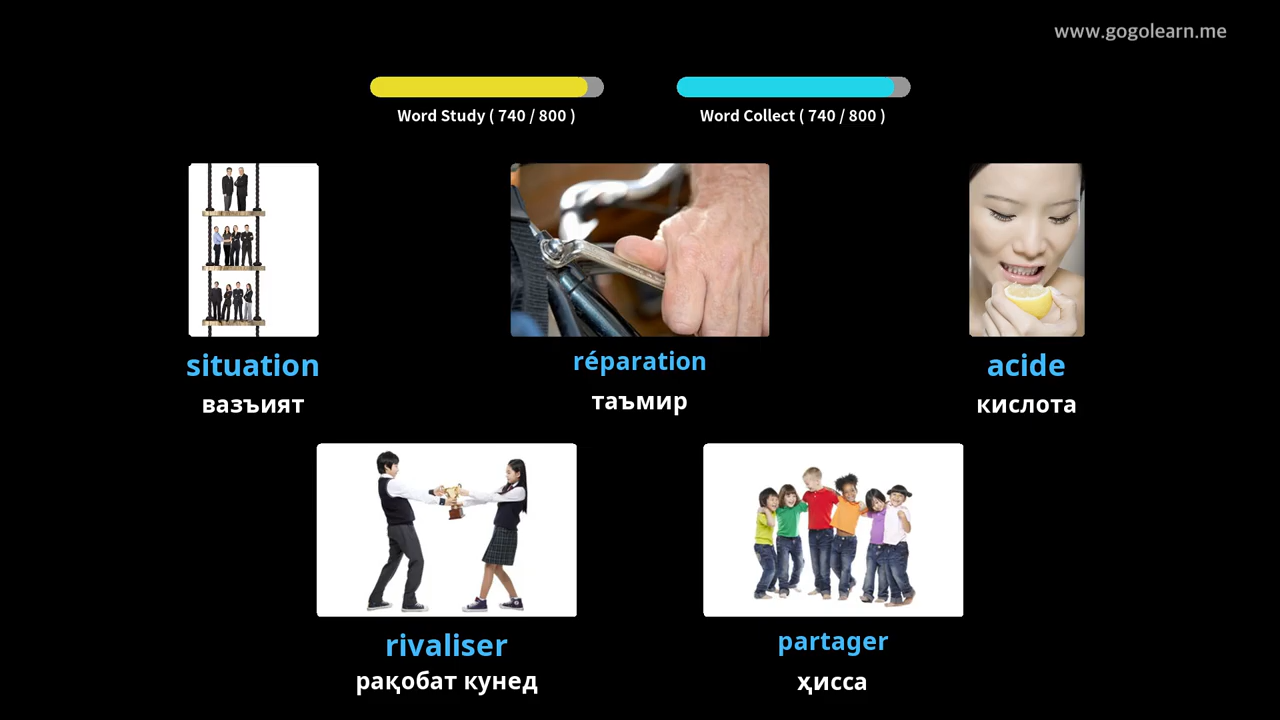 www.gogolearn.me
Word Study ( 740 / 800 )
Word Collect ( 740 / 800 )
situation
вазъият
réparation
таъмир
acide
кислота
rivaliser
рақобат кунед
partager
ҳисса